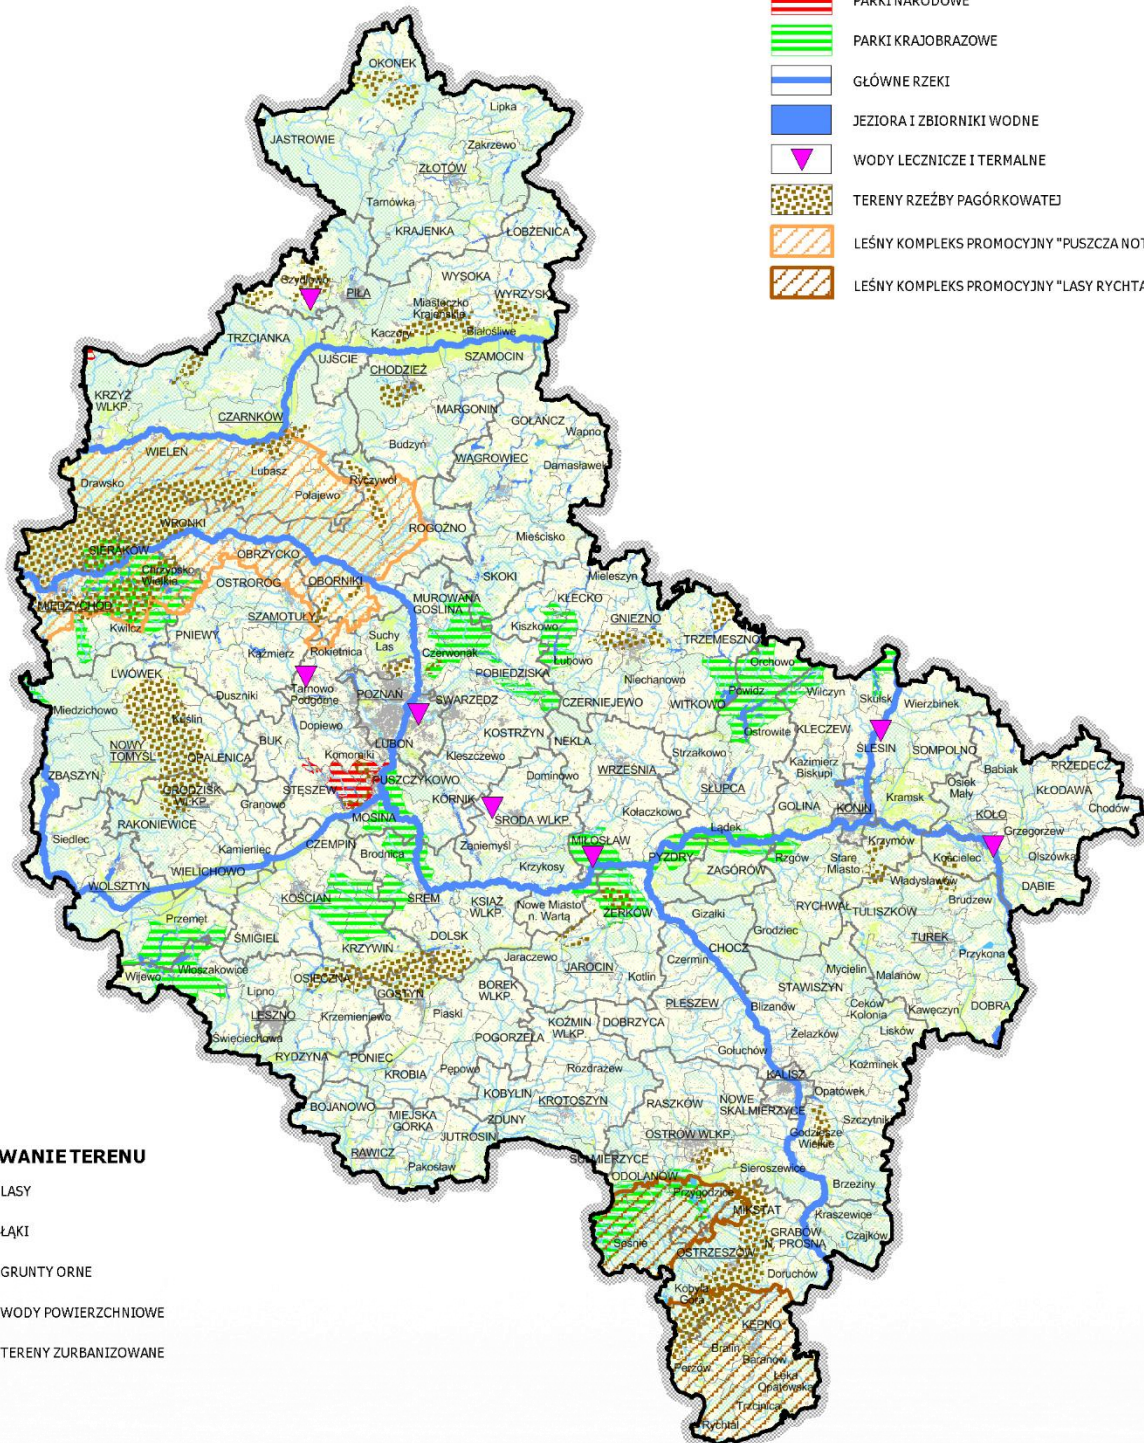 PARKI NARODOWE
PARKI KRAJOBRAZOWE
GŁÓWNE RZEKI
JEZIORA I ZBIORNIKI WODNE
WODY LECZNICZE I TERMALNE
TERENY RZEŹBY PAGÓRKOWATEJ
LEŚNY KOMPLEKS PROMOCYJNY "PUSZCZA NOT
LEŚNY KOMPLEKS PROMOCYJNY "LASY RYCHTA
OKONEK
Lipka
JASTROWIE
Zakrzewo
ZŁOTÓW
Tarnówka
KRAJENKA
ŁOBŻENICA
WYSOKA
Szydłowo
PIŁA
WYRZYSK
Miasteczko
Krajeńskie
Kaczory
Białośliwie
TRZCIANKA
UJŚCIE
SZAMOCIN
CHODZIEŻ
KRZYŻ
WLKP.
MARGONIN
CZARNKÓW
GOŁAŃCZ
Wapno
Budzyń
WIELEŃ
WĄGROWIEC
Damasławek
Lubasz
Drawsko
Ryczywół
Połajewo
WRONKI
ROGOŹNO
Mieścisko
SIERAKÓW
OBRZYCKO
Chrzypsko
Wielkie
OSTRORÓG
OBORNIKI
SKOKI
Mieleszyn
MIĘDZYCHÓD
MUROWANA
GOŚLINA
KŁECKO
SZAMOTUŁY
GNIEZNO
Kwilcz
PNIEWY
Suchy
Las
Kiszkowo
TRZEMESZNO
Kaźmierz
Rokietnica
Czerwonak
Łubowo
Orchowo
LWÓWEK
POBIEDZISKA
Niechanowo
Tarnowo
Podgórne
Duszniki
POZNAŃ
SWARZĘDZ
CZERNIEJEWO
WITKOWO
Powidz
Wilczyn
Skulsk
Wierzbinek
Miedzichowo
Kuślin
Dopiewo
KOSTRZYN
Ostrowite
KLECZEW
NOWY
TOMYŚL
OPALENICA
BUK
LUBOŃ
NEKLA
Strzałkowo
ŚLESIN
SOMPOLNO
Komorniki
Kleszczewo
Kazimierz
Biskupi
Babiak
PRZEDECZ
ZBĄSZYŃ
STĘSZEW
PUSZCZYKOWO
Dominowo
WRZEŚNIA
SŁUPCA
Osiek
Mały
KŁODAWA
GRODZISK
WLKP.
Granowo
KÓRNIK
ŚRODA WLKP.
GOLINA
KONIN
Kramsk
Chodów
RAKONIEWICE
MOSINA
Kołaczkowo
KOŁO
Siedlec
Kamieniec
CZEMPIŃ
Brodnica
Zaniemyśl
MIŁOSŁAW
Lądek
Krzymów
Grzegorzew
WIELICHOWO
Krzykosy
PYZDRY
Rzgów
Stare
Miasto
Kościelec
Olszówka
WOLSZTYN
KOŚCIAN
ŚREM
KSIĄŻ
WLKP.
Nowe Miasto
n. Wartą
ZAGÓRÓW
Władysławów
DĄBIE
Brudzew
Przemęt
ŻERKÓW
Gizałki
RYCHWAŁ
TULISZKÓW
ŚMIGIEL
DOLSK
Grodziec
KRZYWIŃ
CHOCZ
TUREK
Wijewo
Włoszakowice
Jaraczewo
Czermin
Przykona
JAROCIN
Mycielin
Lipno
OSIECZNA
GOSTYŃ
BOREK
WLKP.
Kotlin
STAWISZYN
Malanów
LESZNO
Krzemieniewo
Piaski
PLESZEW
Blizanów
Ceków
Kolonia
Kawęczyn
DOBRA
Święciechowa
KOŹMIN
WLKP.
DOBRZYCA
Żelazków
Lisków
POGORZELA
RYDZYNA
PONIEC
Gołuchów
Koźminek
KROBIA
Pępowo
Rozdrażew
KALISZ
BOJANOWO
KOBYLIN
KROTOSZYN
RASZKÓW
NOWE
SKALMIERZYCE
Opatówek
MIEJSKA
GÓRKA
ZDUNY
Szczytniki
JUTROSIN
OSTRÓW WLKP.
Godziesze
Wielkie
RAWICZ
Pakosław
SULMIERZYCE
Sieroszewice
ODOLANÓW
Brzeziny
Przygodzice
MIKSTAT
Kraszewice
Sośnie
GRABÓW
N. PROSNĄ
Czajków
OSTRZESZÓW
Doruchów
Kobyla
Góra
KĘPNO
Bralin
Baranów
Perzów
Łęka
Opatowska
Trzcinica
Rychtal
WANIE TERENU
LASY
ŁĄKI
GRUNTY ORNE
WODY POWIERZCHNIOWE
TERENY ZURBANIZOWANE